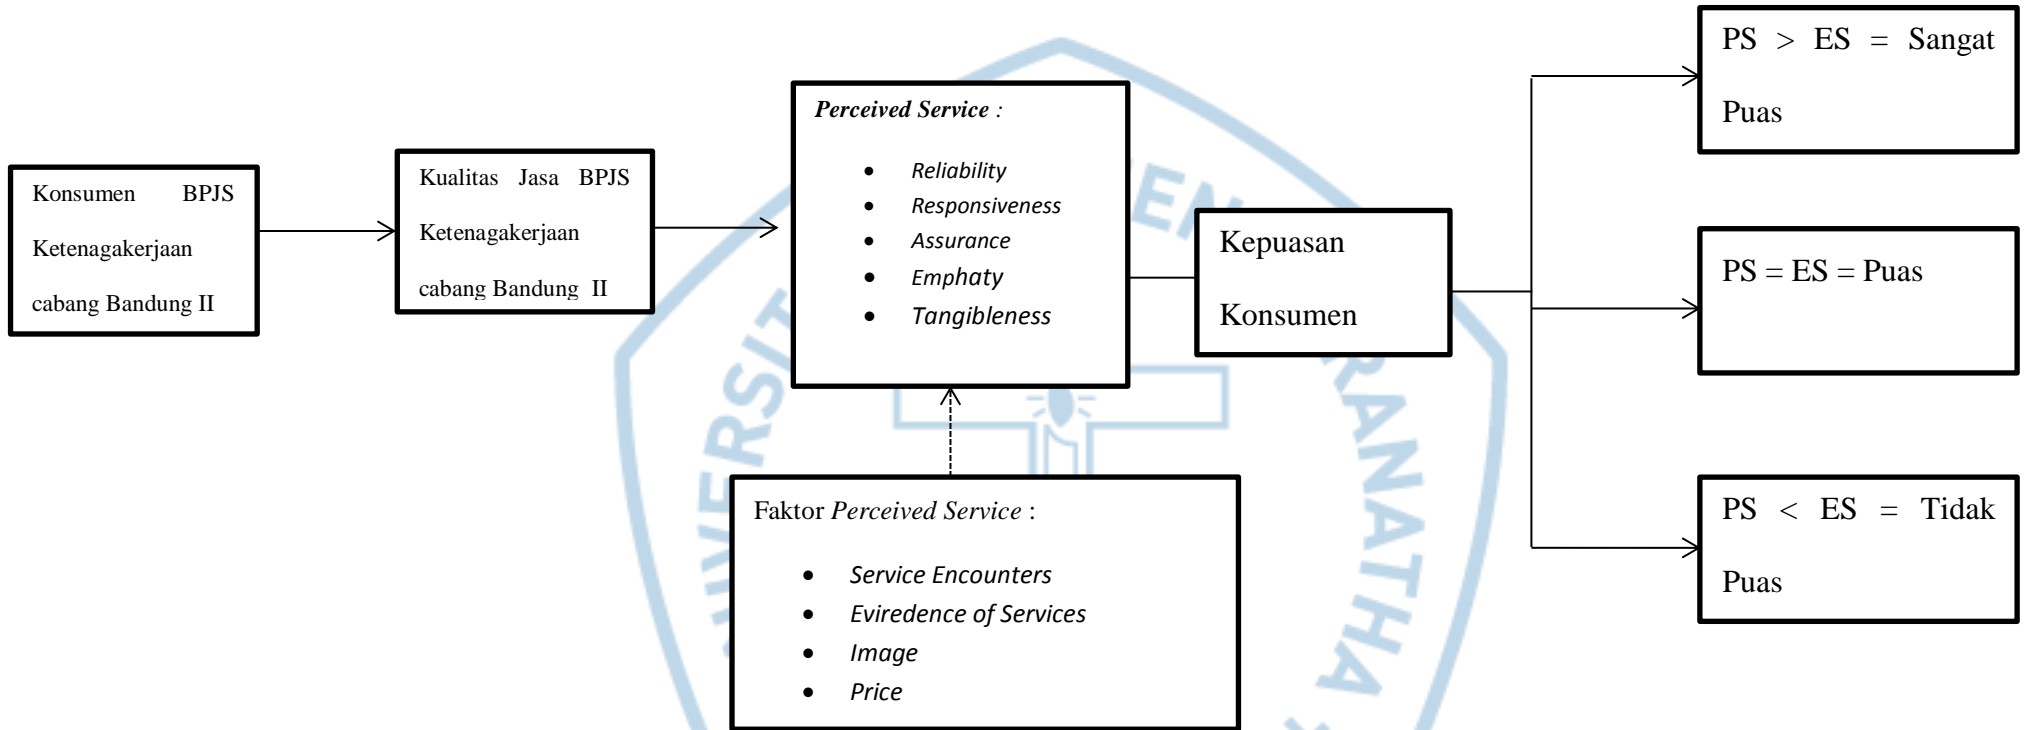 Konsumen BPJS
Ketenagakerjaan
cabang Bandung II
Kualitas Jasa BPJS
Ketenagakerjaan
cabang Bandung II
Perceived Service :
• Reliability
• Responsiveness
• Assurance
• Emphaty
• Tangibleness
Faktor Perceived Service :
• Service Encounters
• Eviredence of Services
• Image
• Price
Kepuasan
Konsumen
PS > ES = Sangat
Puas
PS = ES = Puas
PS < ES = Tidak
Puas